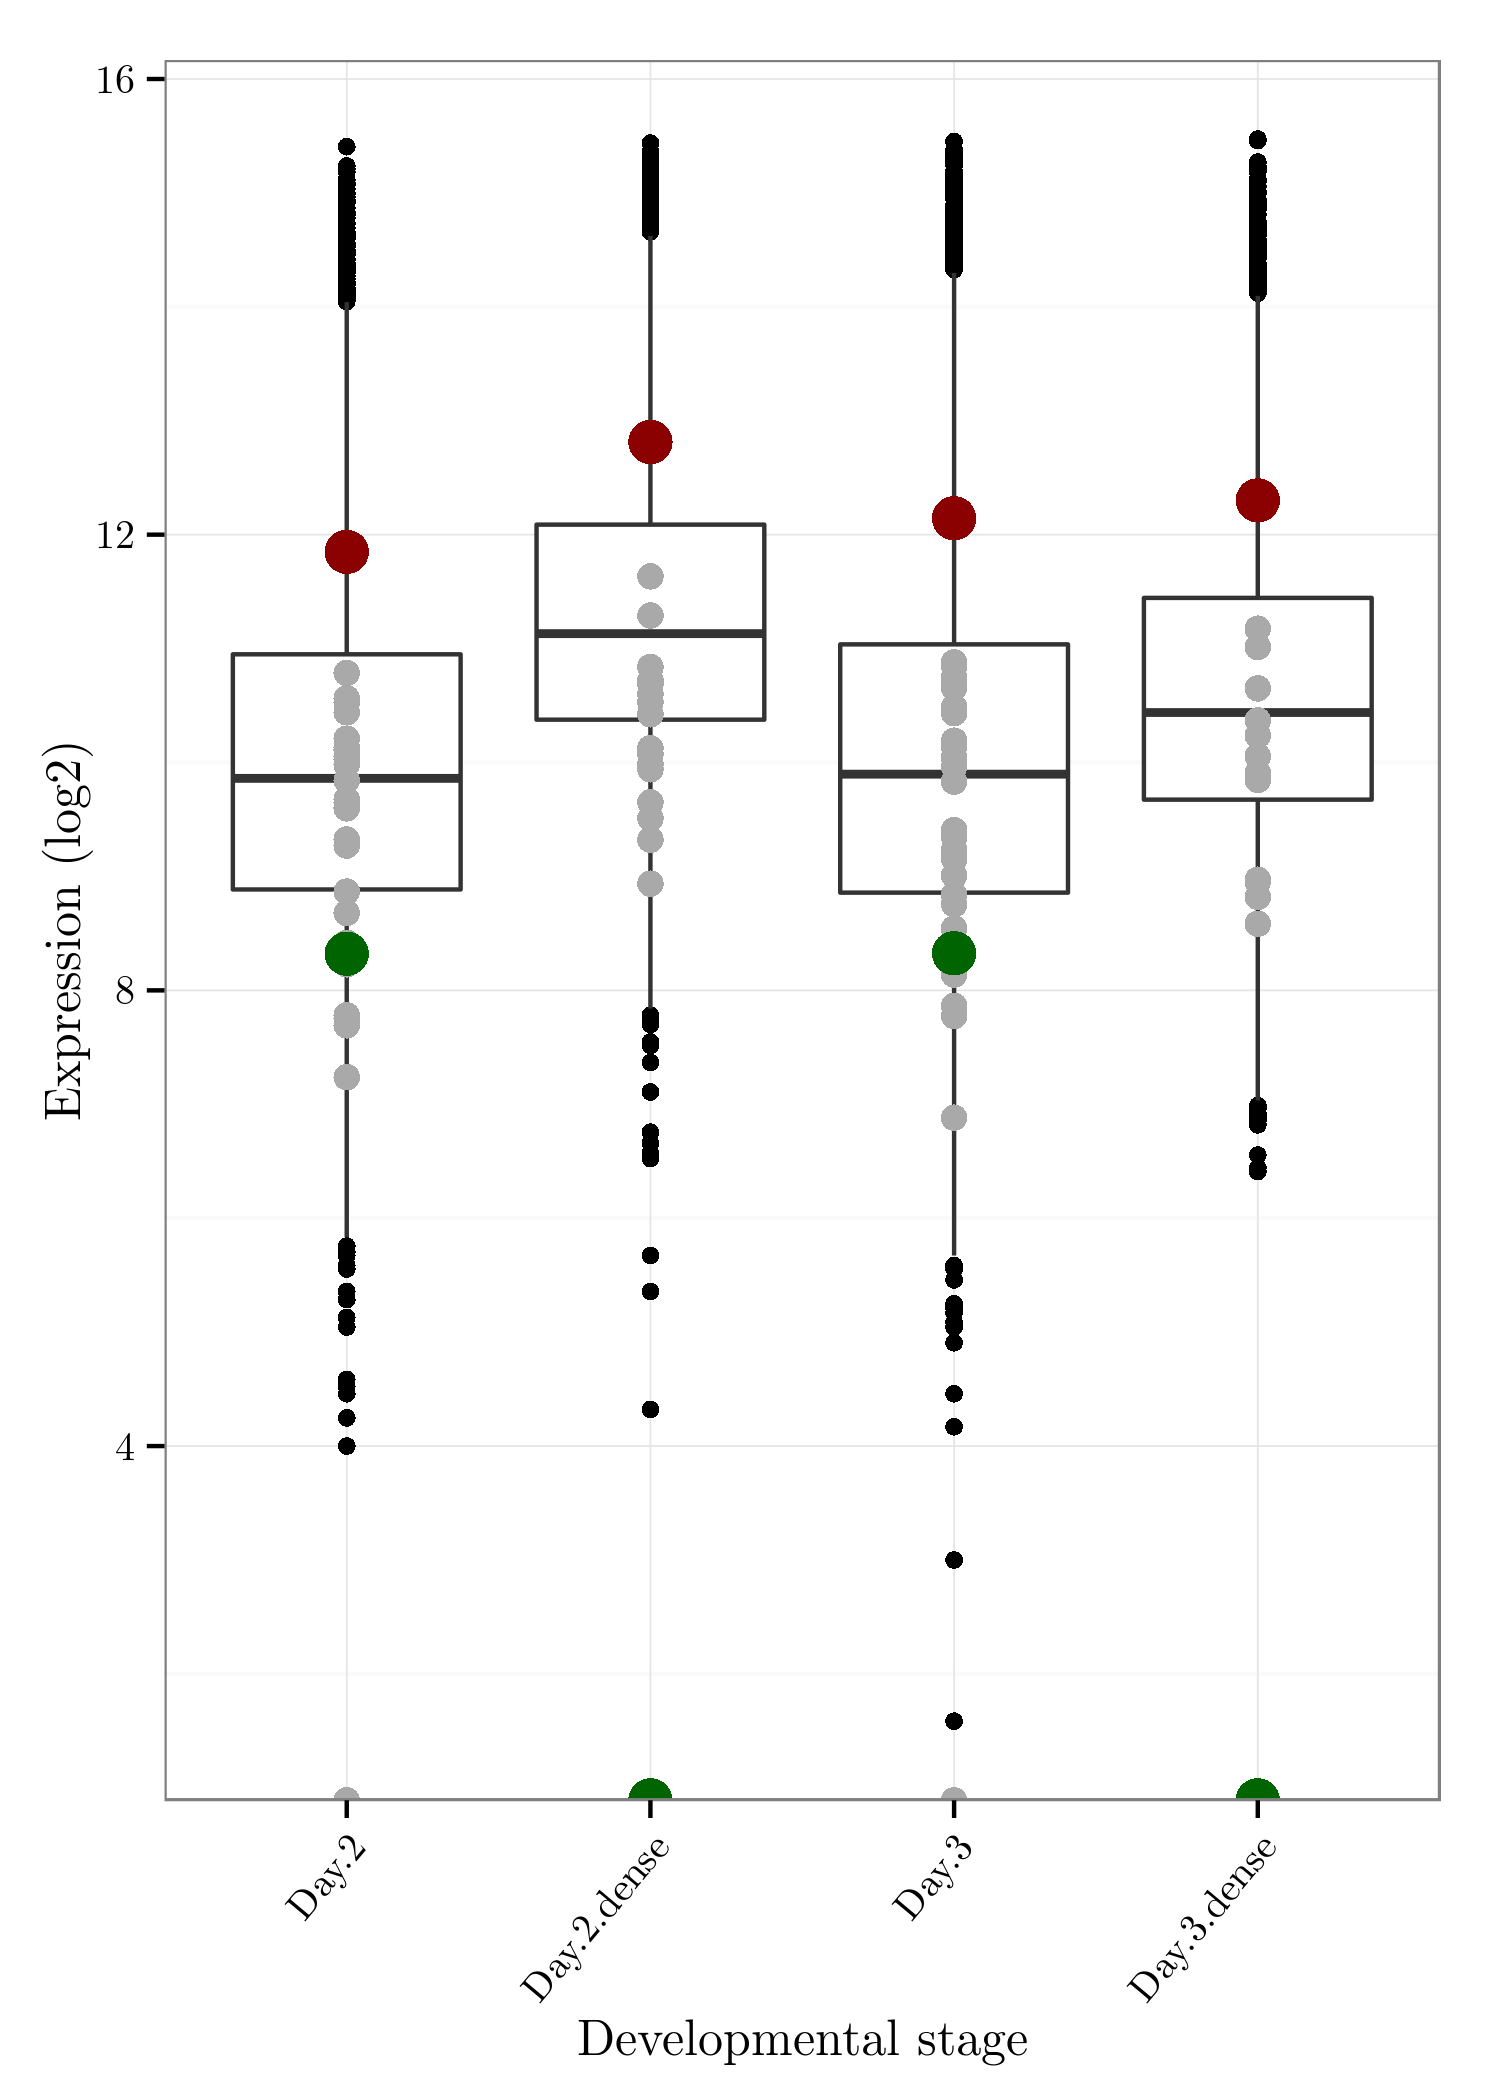 16
12
8
4
Expression (log2)
Day.2
Day.2.dense
Day.3
Day.3.dense
Developmental stage